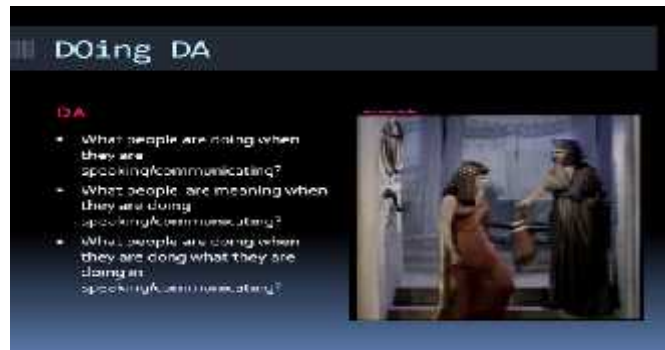 DOing DA
DA
What people are doing when
they are
speaking/communicating?
What people are meaning when
they are doing
speaking/communicating?
What people are doing when
they are dong what they are
doing in
speaking/communicating?